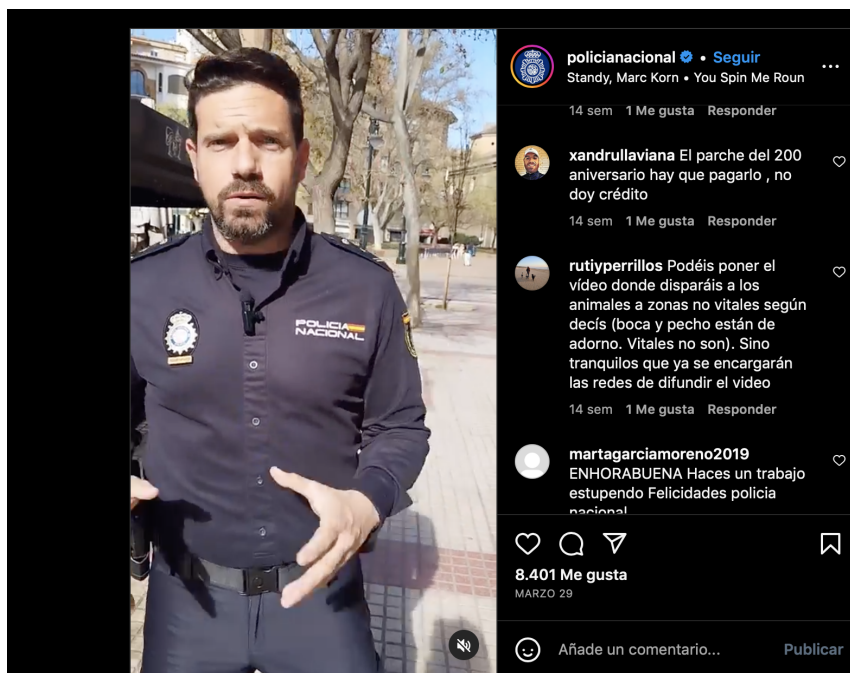 POLICIA
NACIONAL
policianacional • Seguir
Standy, Marc Korn • You Spin Me Roun
14 sem 1 Me gusta Responder
xandrullaviana El parche del 200
aniversario hay que pagarlo , no
doy crédito
14 sem 1 Me gusta Responder
rutiyperrillos Podéis poner el
vídeo donde disparáis a los
animales a zonas no vitales según
decís (boca y pecho están de
adorno. Vitales no son). Sino
tranquilos que ya se encargarán
las redes de difundir el video
14 sem 1 Me gusta Responder
martagarciamoreno2019
ENHORABUENA Haces un trabajo
estupendo Felicidades policia
nacional
8.401 Me gusta
MARZO 29
Añade un comentario... Publicar